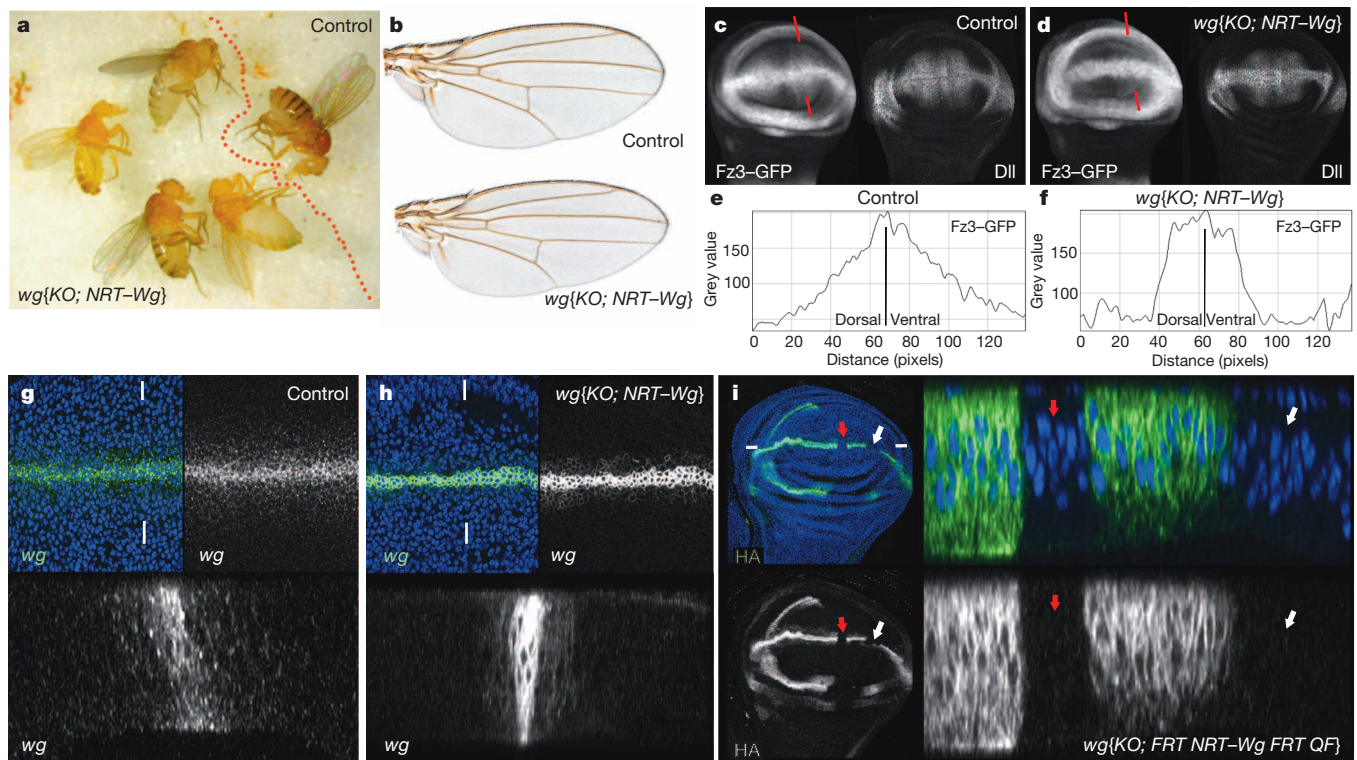 a
Control
wg{KO; NRT–Wg}
b
Control
wg{KO; NRT–Wg}
c
Control
Fz3–GFP
Dll
d
wg{KO; NRT–Wg}
Fz3–GFP
Dll
e
Control
Fz3–GFP
Grey value
150
100
Dorsal
Ventral
0
20
40
60
80
100
120
Distance (pixels)
f
wg{KO; NRT–Wg}
Fz3–GFP
Grey value
150
100
Dorsal
Ventral
0
20
40
60
80
100
120
Distance (pixels)
g
Control
wg
wg
wg
h
wg{KO; NRT–Wg}
wg
wg
wg
i
HA
HA
wg{KO; FRT NRT–Wg FRT QF}